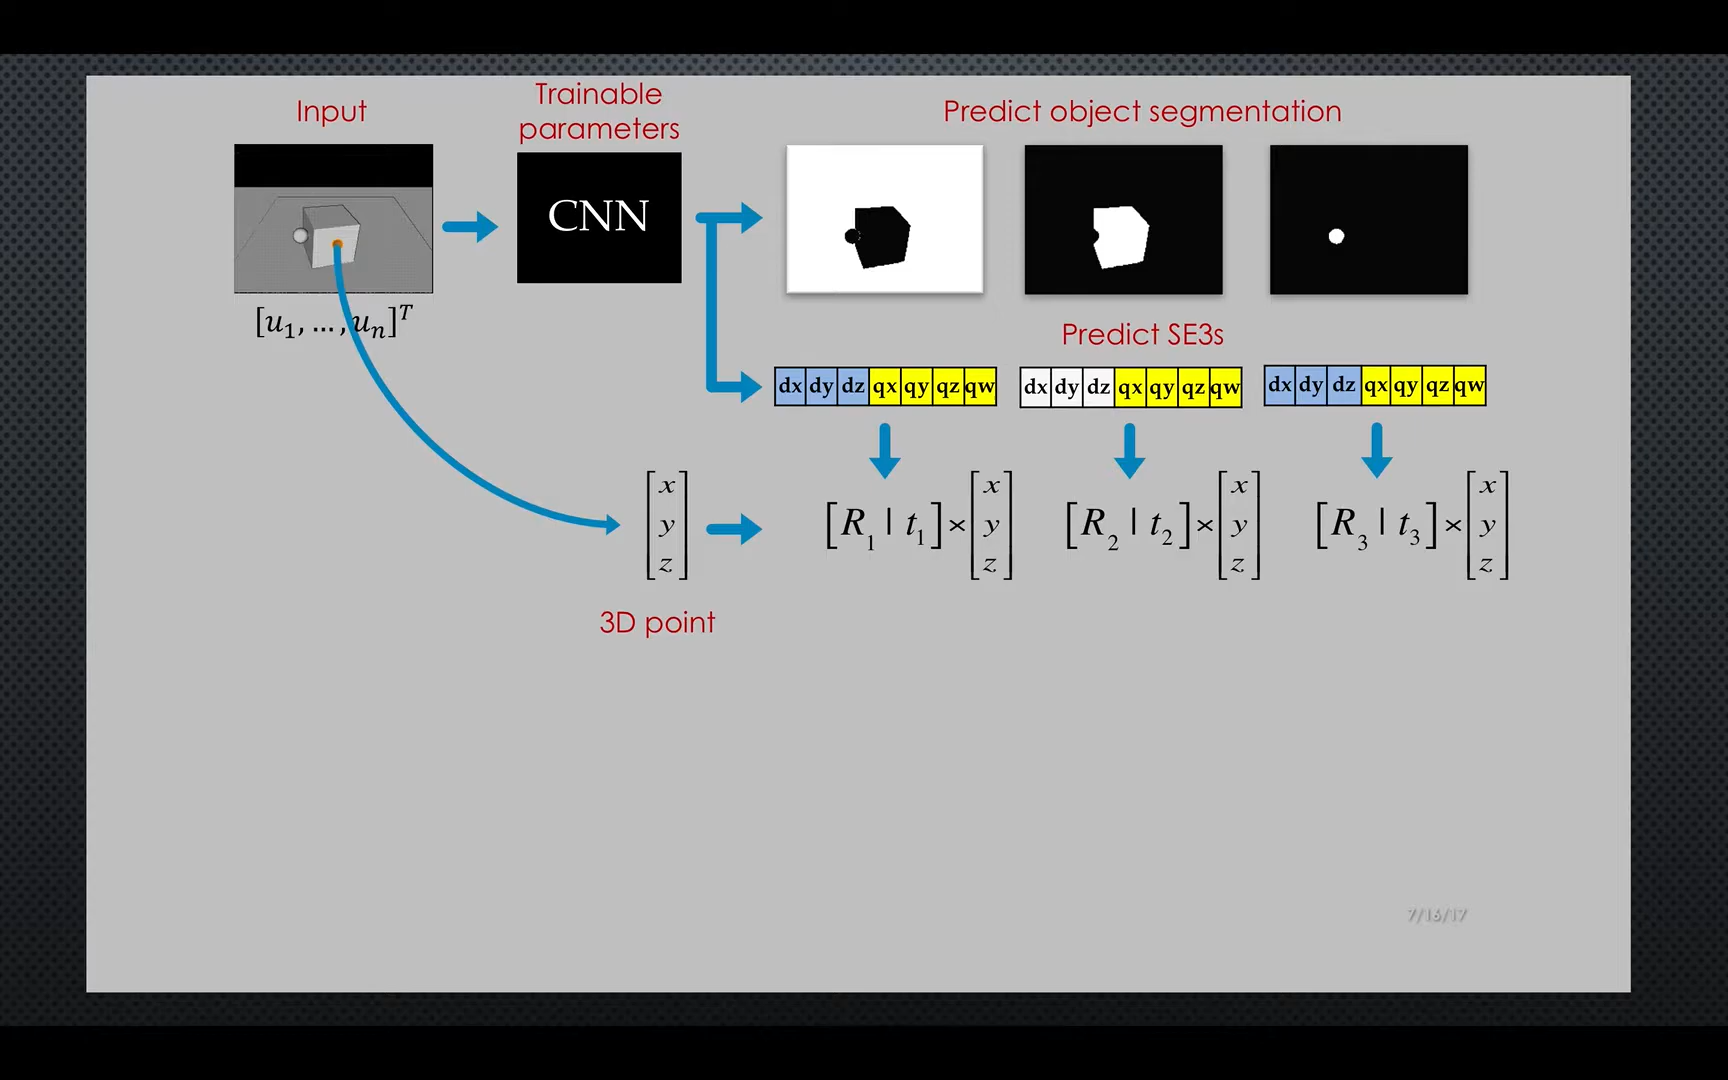 Input
Trainable
parameters
Predict object segmentation
CNN
[u₁, … , uₙ]ᵀ
Predict SE3s
dx dy dz qx qy qz qw
dx dy dz qx qy qz qw
dx dy dz qx qy qz qw
[x y z]
[R₁ | t₁] × [x y z]
[R₂ | t₂] × [x y z]
[R₃ | t₃] × [x y z]
3D point
7/16/17